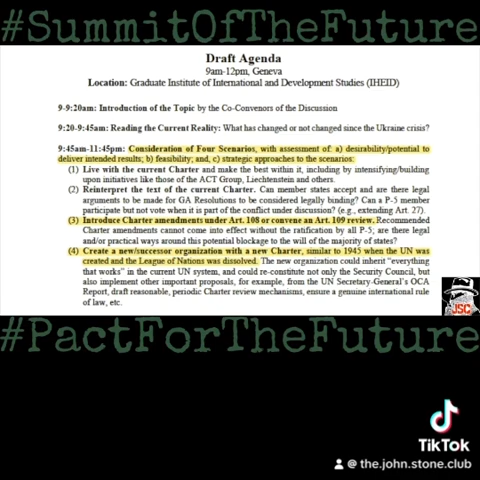 #SummitOfTheFuture
Draft Agenda
9am-12pm, Geneva
Location: Graduate Institute of International and Development Studies (IHEID)
9-9:20am: Introduction of the Topic by the Co-Convenors of the Discussion
9:20-9:45am: Reading the Current Reality: What has changed or not changed since the Ukraine crisis?
9:45am-11:45pm: Consideration of Four Scenarios, with assessment of: a) desirability/potential to
deliver intended results; b) feasibility; and, c) strategic approaches to the scenarios:
(1) Live with the current Charter and make the best within it, including by intensifying/building
upon initiatives like those of the ACT Group, Liechtenstein and others.
(2) Reinterpret the text of the current Charter. Can member states accept and are there legal
arguments to be made for GA Resolutions to be considered legally binding? Can a P-5 member
participate but not vote when it is part of the conflict under discussion? (e.g., extending Art. 27).
(3) Introduce Charter amendments under Art. 108 or convene an Art. 109 review. Recommended
Charter amendments cannot come into effect without the ratification by all P-5; are there legal
and/or practical ways around this potential blockage to the will of the majority of states?
(4) Create a new/successor organization with a new Charter, similar to 1945 when the UN was
created and the League of Nations was dissolved. The new organization could inherit "everything
that works" in the current UN system, and could re-constitute not only the Security Council, but
also implement other important proposals, for example, from the UN Secretary-General's OCA
Report, draft reasonable, periodic Charter review mechanisms, ensure a genuine international rule
of law, etc.
JSC
#PactForTheFuture
TikTok
@ the.john.stone.club